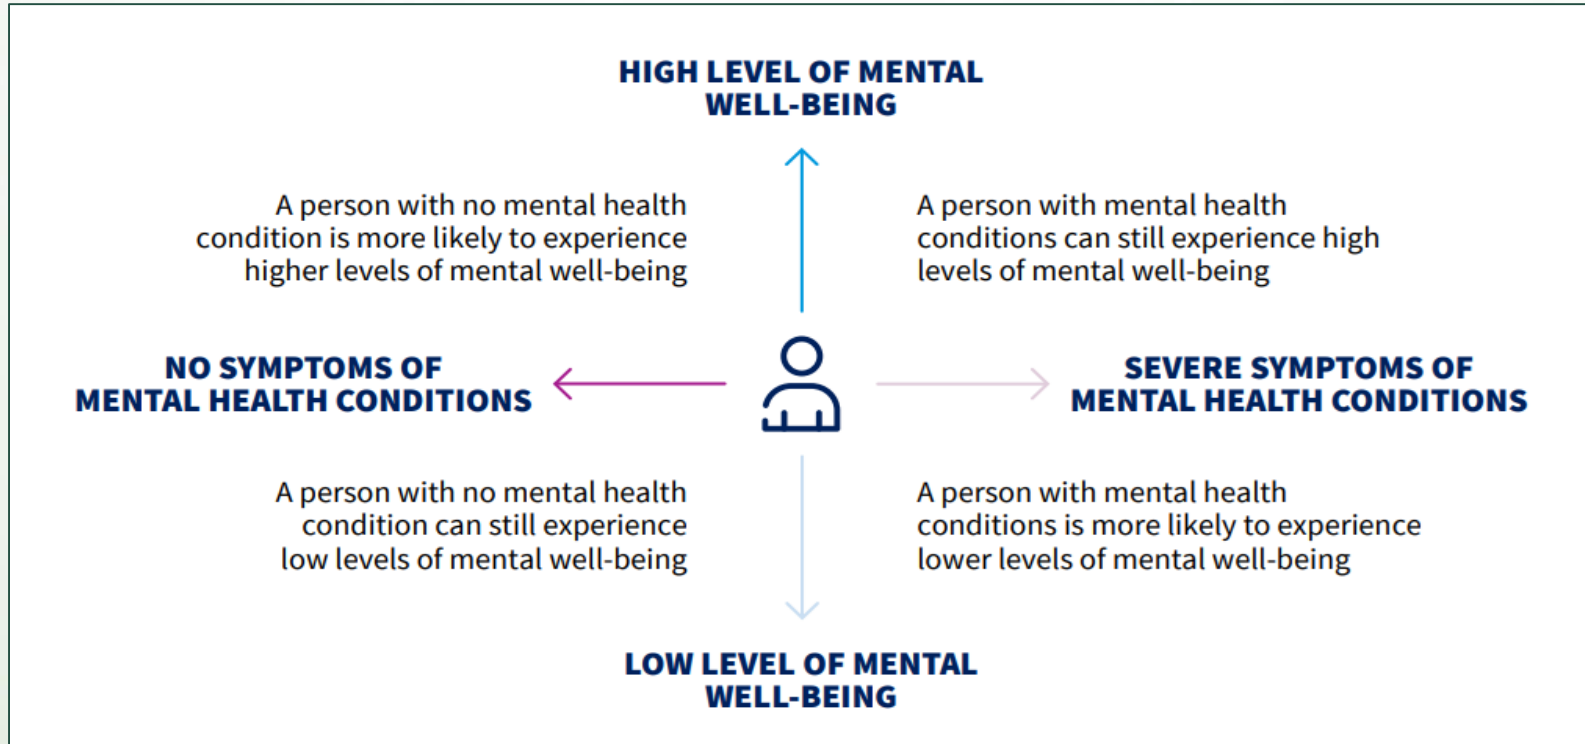 HIGH LEVEL OF MENTAL
WELL-BEING
A person with no mental health
condition is more likely to experience
higher levels of mental well-being
A person with mental health
conditions can still experience high
levels of mental well-being
NO SYMPTOMS OF
MENTAL HEALTH CONDITIONS
SEVERE SYMPTOMS OF
MENTAL HEALTH CONDITIONS
A person with no mental health
condition can still experience
low levels of mental well-being
A person with mental health
conditions is more likely to experience
lower levels of mental well-being
LOW LEVEL OF MENTAL
WELL-BEING